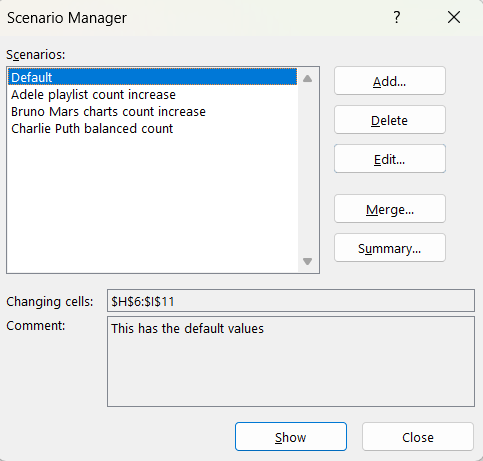 Scenario Manager
?
Scenarios:
Default
Adele playlist count increase
Bruno Mars charts count increase
Charlie Puth balanced count
Add...
Delete
Edit...
Merge...
Summary...
Changing cells: $H$6:$I$11
Comment: This has the default values
Show
Close